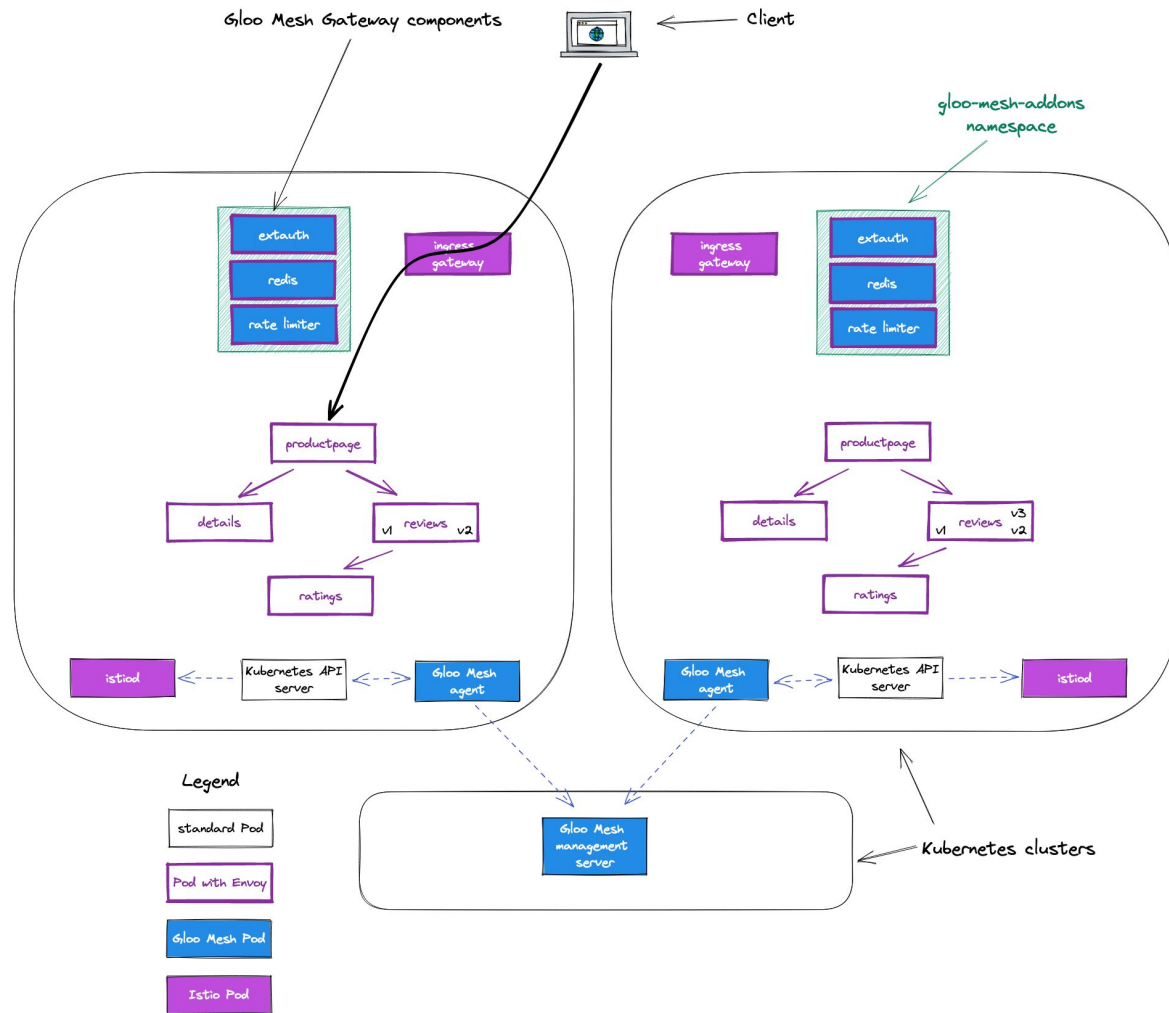 Gloo Mesh Gateway components
Client
gloo-mesh-addons
namespace
extauth
redis
rate limiter
ingress
gateway
ingress
gateway
extauth
redis
rate limiter
productpage
details
v1 reviews v2
ratings
productpage
details
v3
v1 reviews v2
ratings
istiod
Kubernetes API
server
Gloo Mesh
agent
Gloo Mesh
agent
Kubernetes API
server
istiod
Legend
standard Pod
Pod with Envoy
Gloo Mesh Pod
Istio Pod
Gloo Mesh
management
server
Kubernetes clusters